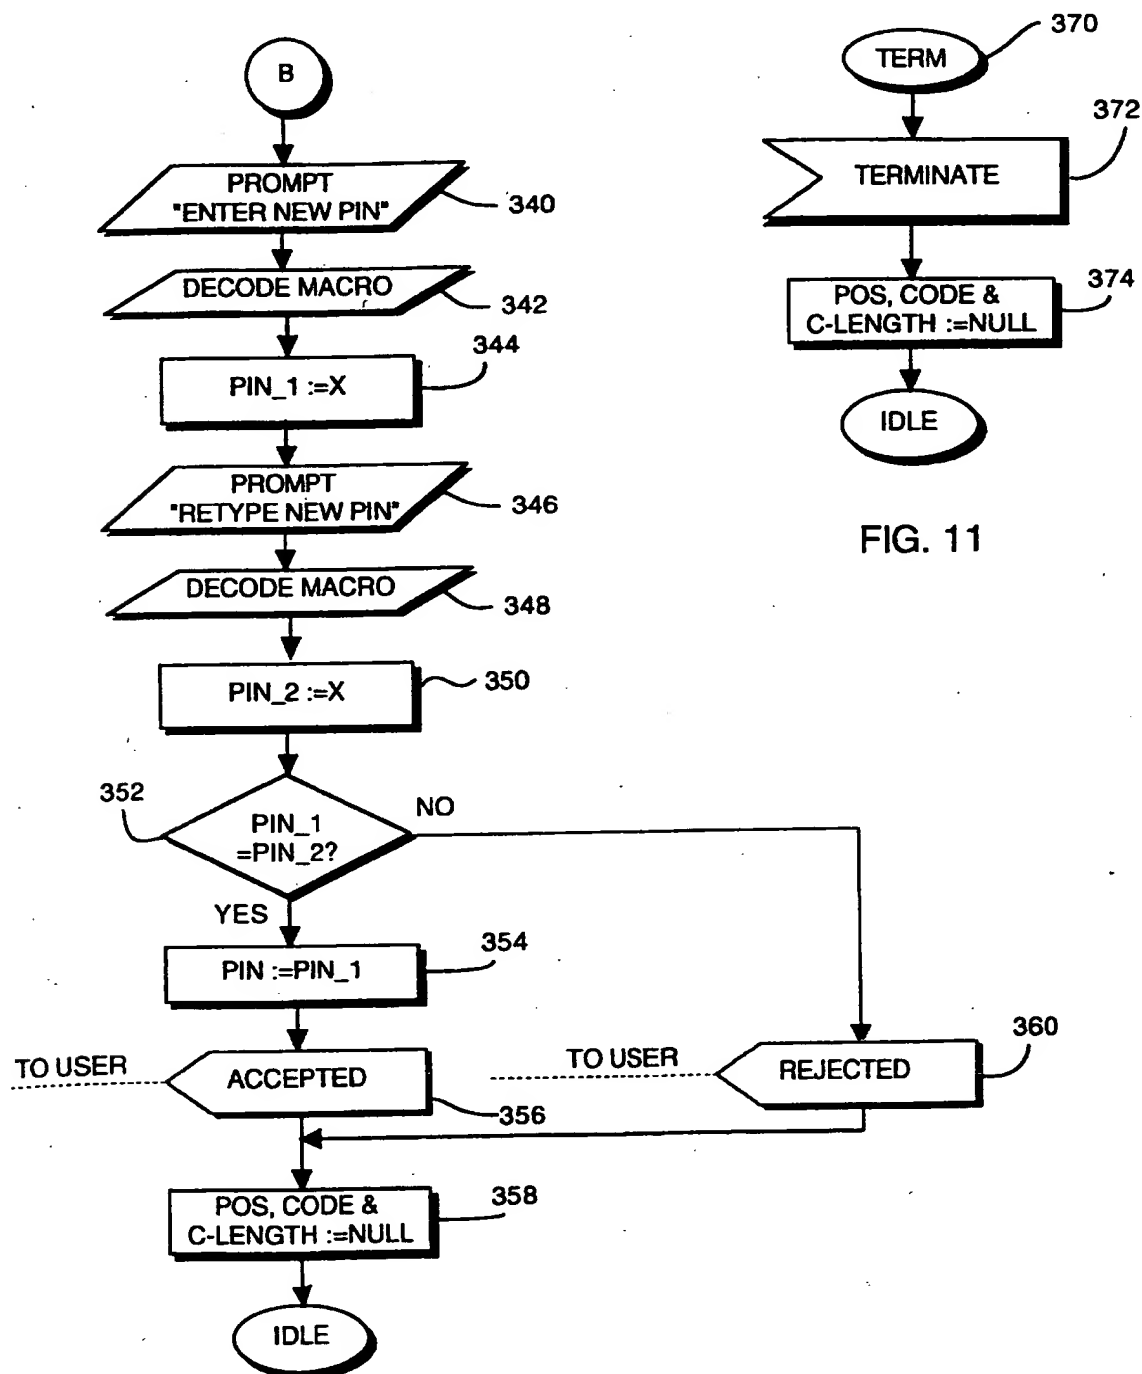 B
PROMPT
"ENTER NEW PIN"
340
DECODE MACRO
342
344
PIN_1 :=X
PROMPT
"RETYPE NEW PIN"
346
DECODE MACRO
348
PIN_2 :=X
350
352
PIN_1
=PIN_2?
NO
YES
PIN :=PIN_1
354
TO USER
ACCEPTED
356
TO USER
REJECTED
360
POS, CODE &
C-LENGTH :=NULL
358
IDLE
TERM
370
TERMINATE
372
POS, CODE &
C-LENGTH :=NULL
374
IDLE
FIG. 11